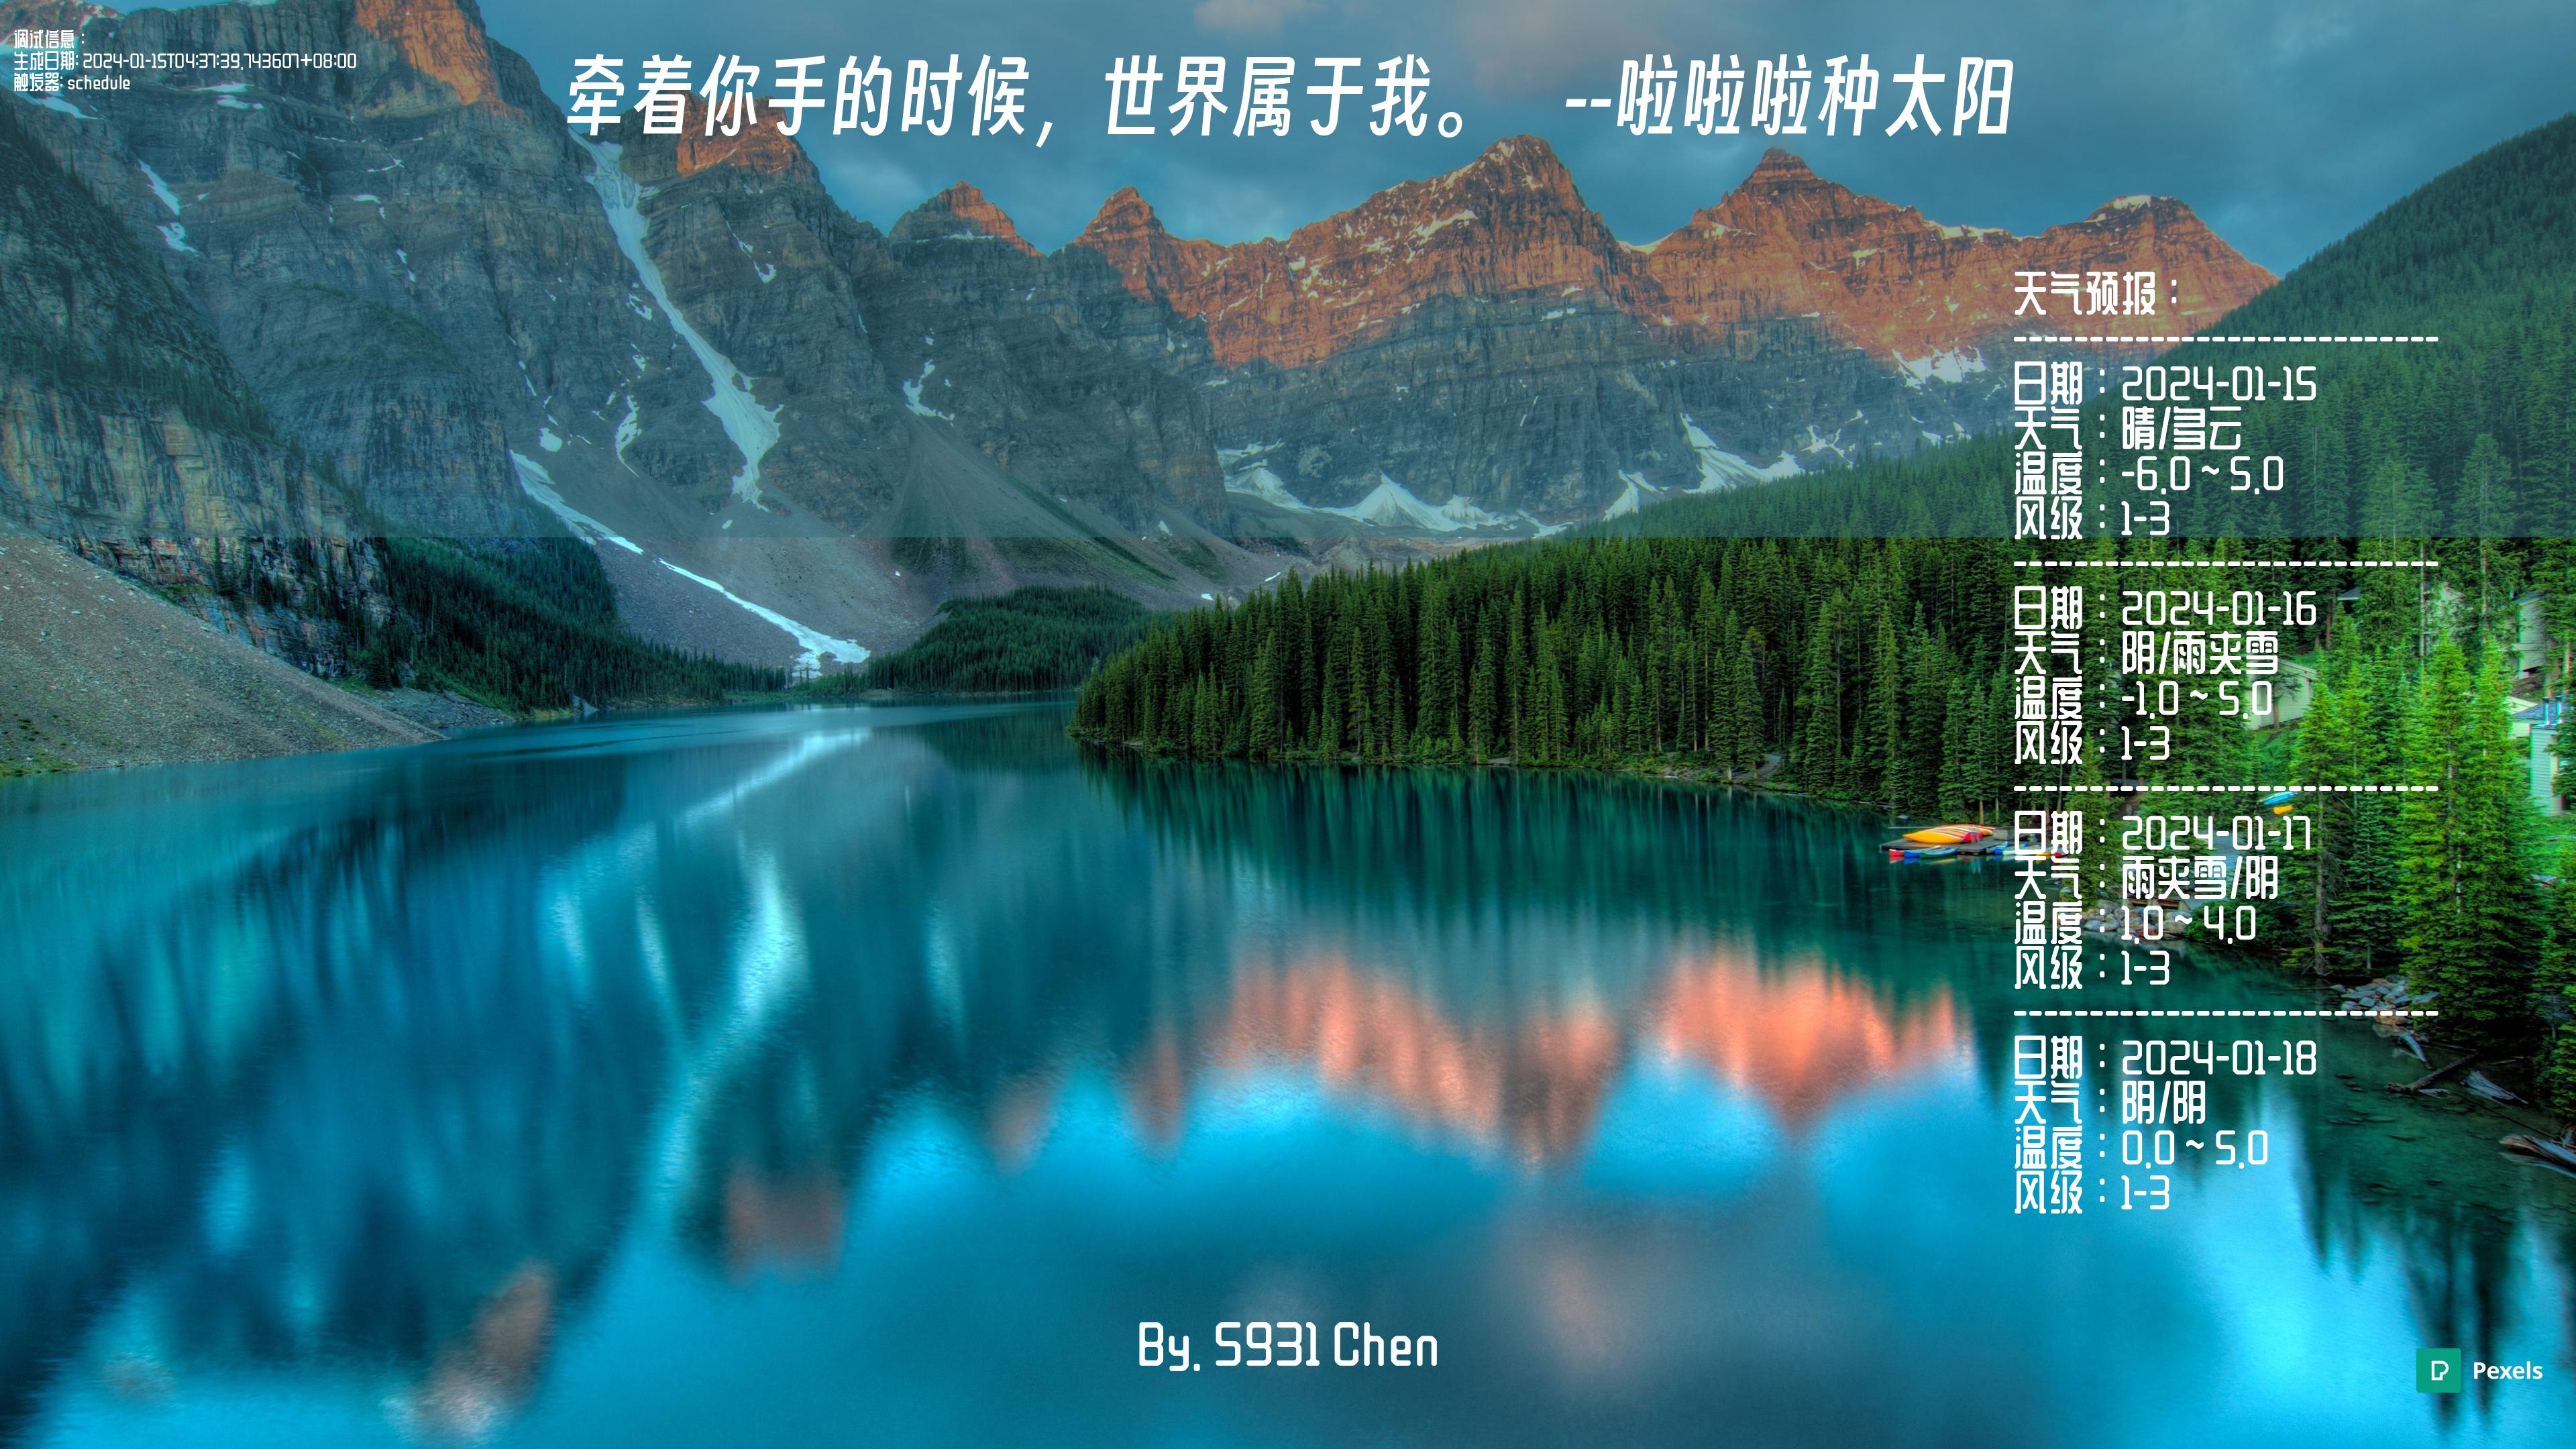 调试信息：
生成日期: 2024-01-15T04:37:39.743607+08:00
触发器: schedule
牵着你手的时候，世界属于我。 --啦啦啦种太阳
天气预报：
----------------------------
日期：2024-01-15
天气：晴/多云
温度：-6.0 ~ 5.0
风级：1-3
----------------------------
日期：2024-01-16
天气：阴/雨夹雪
温度：-1.0 ~ 5.0
风级：1-3
----------------------------
日期：2024-01-17
天气：雨夹雪/阴
温度：1.0 ~ 4.0
风级：1-3
----------------------------
日期：2024-01-18
天气：阴/阴
温度：0.0 ~ 5.0
风级：1-3
By. S931 Chen
Pexels